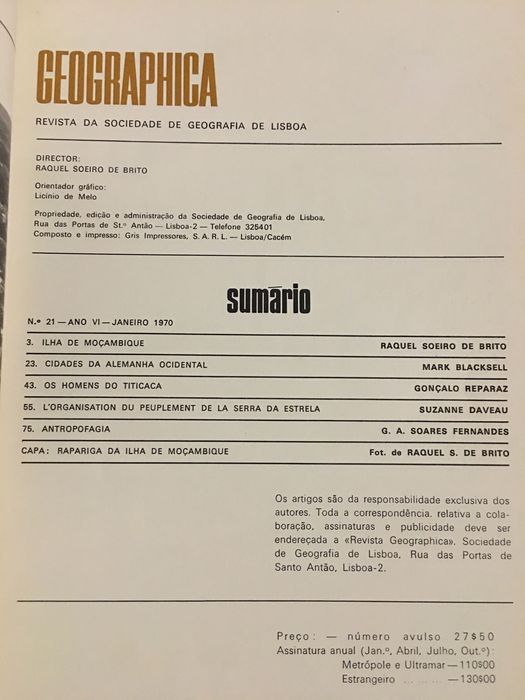 GEOGRAPHICA
REVISTA DA SOCIEDADE DE GEOGRAFIA DE LISBOA
DIRECTOR:
RAQUEL SOEIRO DE BRITO
Orientador gráfico:
Licínio de Melo
Propriedade, edição e administração da Sociedade de Geografia de Lisboa,
Rua das Portas de St.º Antão — Lisboa-2 — Telefone 325401
Composto e impresso: Gris Impressores, S. A. R. L. — Lisboa/Cacém
sumário
N.º 21 — ANO VI — JANEIRO 1970
3. ILHA DE MOÇAMBIQUE RAQUEL SOEIRO DE BRITO
23. CIDADES DA ALEMANHA OCIDENTAL MARK BLACKSELL
43. OS HOMENS DO TITICACA GONÇALO REPARAZ
55. L'ORGANISATION DU PEUPLEMENT DE LA SERRA DA ESTRELA SUZANNE DAVEAU
75. ANTROPOFAGIA G. A. SOARES FERNANDES
CAPA: RAPARIGA DA ILHA DE MOÇAMBIQUE Fot. de RAQUEL S. DE BRITO
Os artigos são da responsabilidade exclusiva dos
autores. Toda a correspondência, relativa a cola-
boração, assinaturas e publicidade deve ser
endereçada a «Revista Geographica», Sociedade
de Geografia de Lisboa, Rua das Portas de
Santo Antão, Lisboa-2.
Preço: — número avulso 27$50
Assinatura anual (Jan.º, Abril, Julho, Out.º):
Metrópole e Ultramar — 110$00
Estrangeiro ... ... ... — 130$00